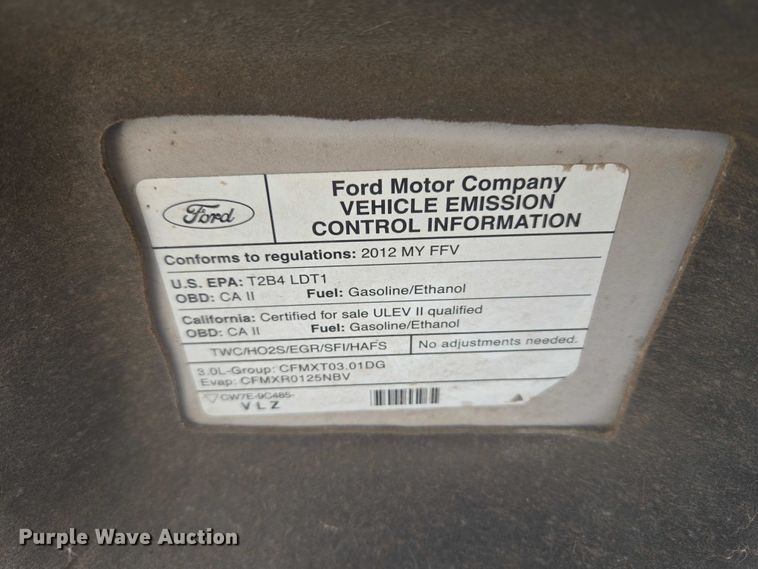 Ford
Ford Motor Company
VEHICLE EMISSION
CONTROL INFORMATION
Conforms to regulations: 2012 MY FFV
U.S. EPA: T2B4 LDT1
OBD: CA II Fuel: Gasoline/Ethanol
California: Certified for sale ULEV II qualified
OBD: CA II Fuel: Gasoline/Ethanol
TWC/HO2S/EGR/SFI/HAFS No adjustments needed.
3.0L-Group: CFMXT03.01DG
Evap: CFMXR0125NBV
CW7E-9C485-
V L Z
Purple Wave Auction